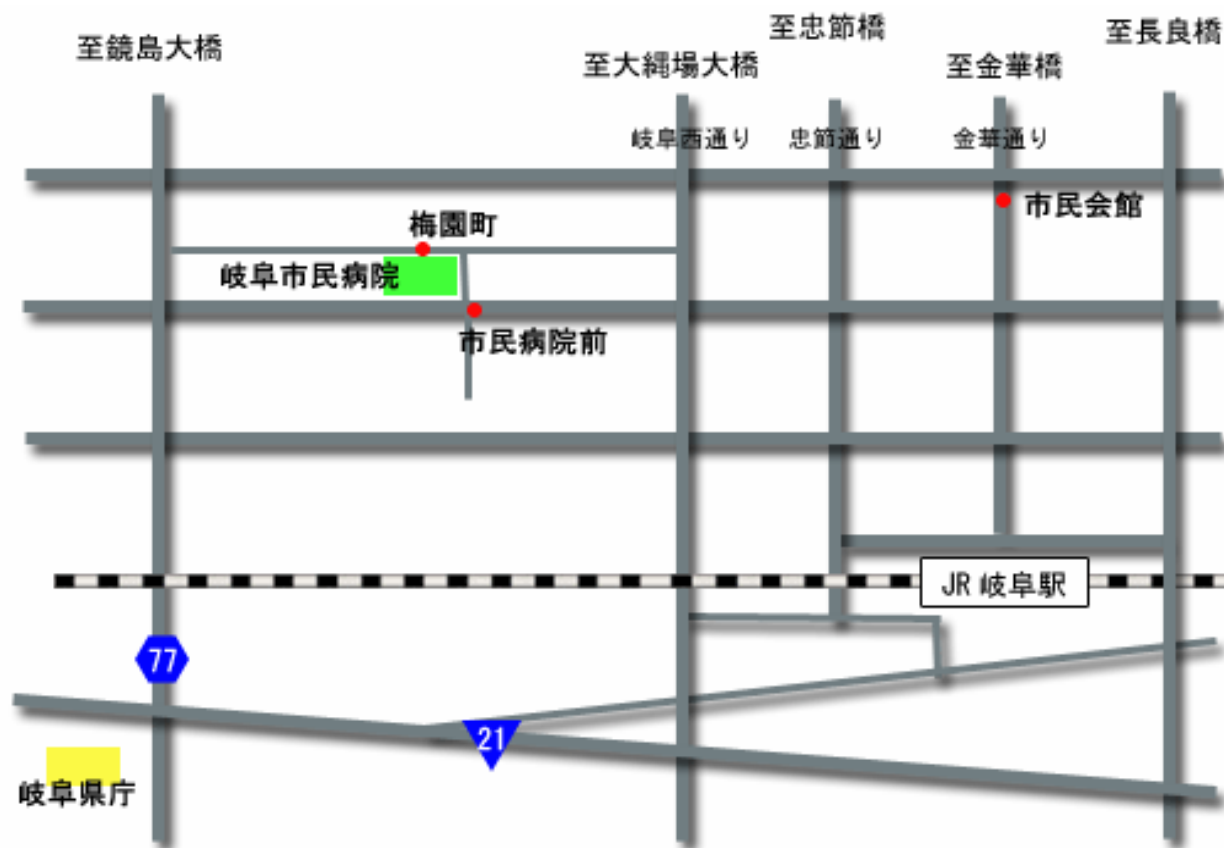 至忠節橋
至長良橋
至鏡島大橋
至大縄場大橋
至金華橋
岐阜西通り
忠節通り
金華通り
市民会館
梅園町
岐阜市民病院
市民病院前
JR 岐阜駅
77
21
岐阜県庁